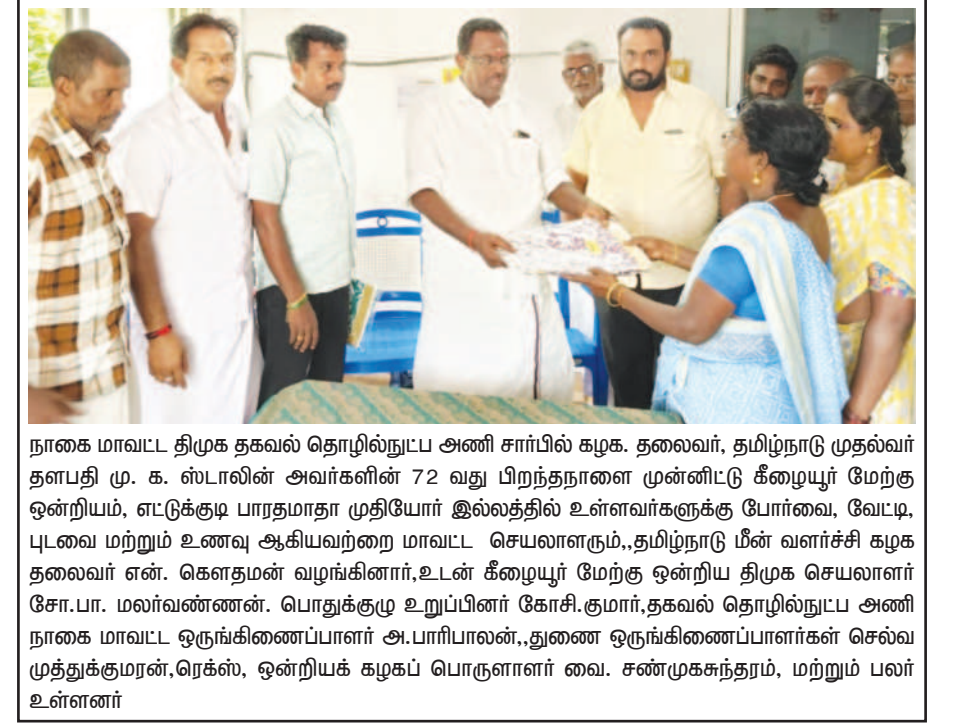 நாகை மாவட்ட திமுக தகவல் தொழில்நுட்ப அணி சார்பில் கழக. தலைவர், தமிழ்நாடு முதல்வர்
தளபதி மு. க. ஸ்டாலின் அவர்களின் 72 வது பிறந்தநாளை முன்னிட்டு கீழையூர் மேற்கு
ஒன்றியம், எட்டுக்குடி பாரதமாதா முதியோர் இல்லத்தில் உள்ளவர்களுக்கு போர்வை, வேட்டி,
புடவை மற்றும் உணவு ஆகியவற்றை மாவட்ட செயலாளரும்,,தமிழ்நாடு மீன் வளர்ச்சி கழக
தலைவர் என். கௌதமன் வழங்கினார்,உடன் கீழையூர் மேற்கு ஒன்றிய திமுக செயலாளர்
சோ.பா. மலர்வண்ணன். பொதுக்குழு உறுப்பினர் கோசி.குமார்,தகவல் தொழில்நுட்ப அணி
நாகை மாவட்ட ஒருங்கிணைப்பாளர் அ.பாரிபாலன்,,துணை ஒருங்கிணைப்பாளர்கள் செல்வ
முத்துக்குமரன்,ரெக்ஸ், ஒன்றியக் கழகப் பொருளாளர் வை. சண்முகசுந்தரம், மற்றும் பலர்
உள்ளனர்